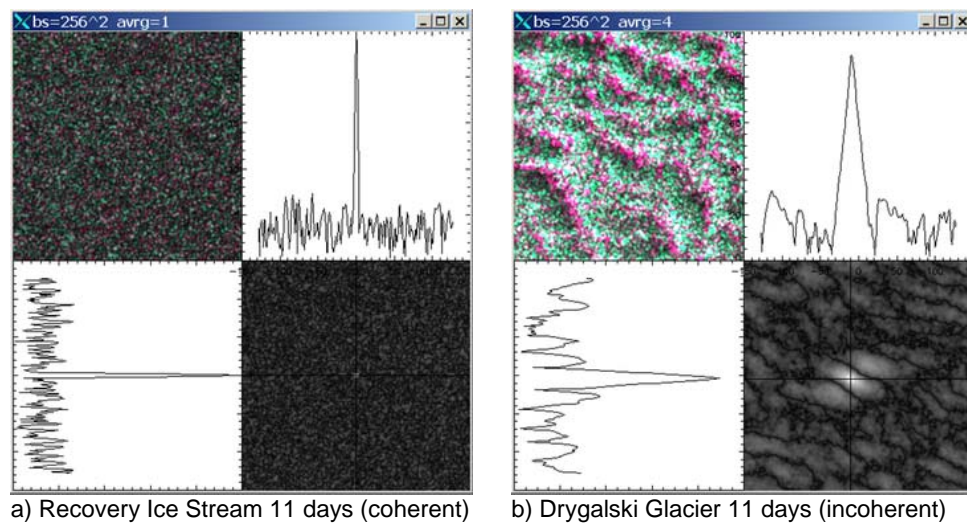 bs=256^2 avrg=1
bs=256^2 avrg=4
a) Recovery Ice Stream 11 days (coherent)
b) Drygalski Glacier 11 days (incoherent)